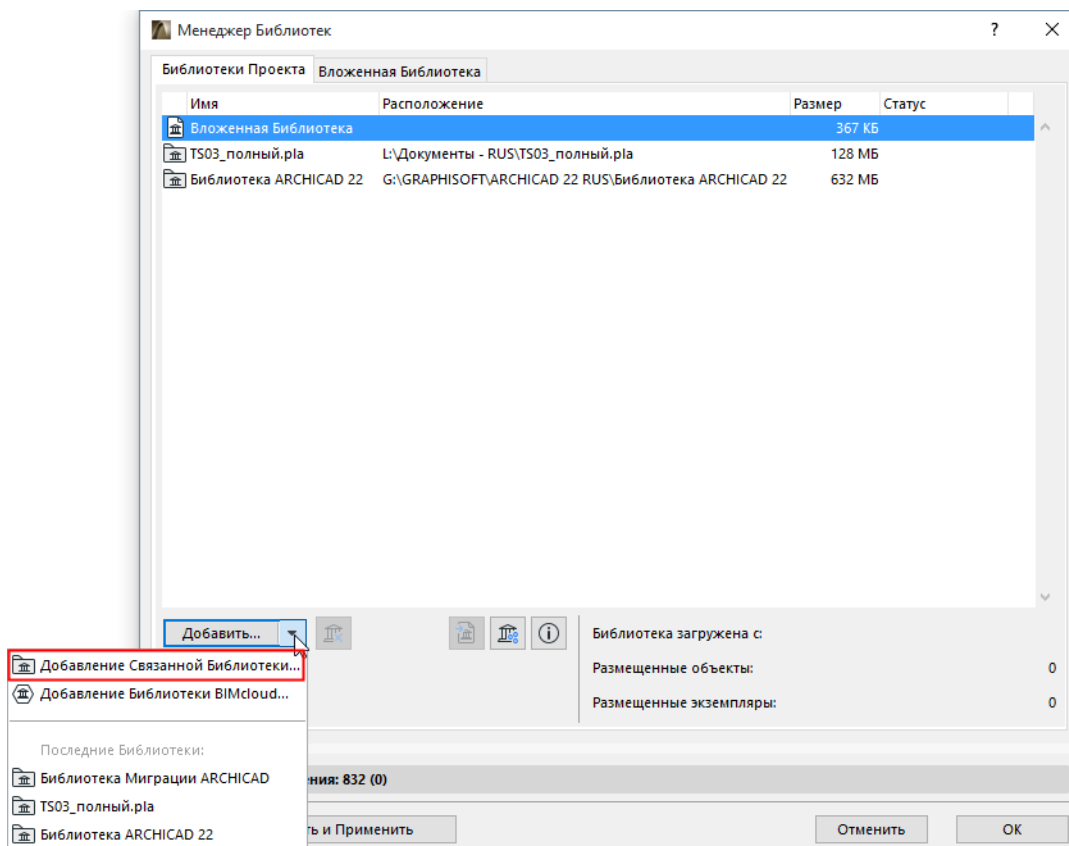 Менеджер Библиотек ?
Библиотеки Проекта Вложенная Библиотека
Имя Расположение Размер Статус
Вложенная Библиотека 367 КБ
TS03_полный.pla L:\Документы - RUS\TS03_полный.pla 128 МБ
Библиотека ARCHICAD 22 G:\GRAPHISOFT\ARCHICAD 22 RUS\Библиотека ARCHICAD 22 632 МБ
Добавить... Библиотека загружена с:
Добавление Связанной Библиотеки... Размещенные объекты: 0
Добавление Библиотеки BIMcloud... Размещенные экземпляры: 0
Последние Библиотеки:
Библиотека Миграции ARCHICAD ния: 832 (0)
TS03_полный.pla
Библиотека ARCHICAD 22 ь и Применить Отменить ОК